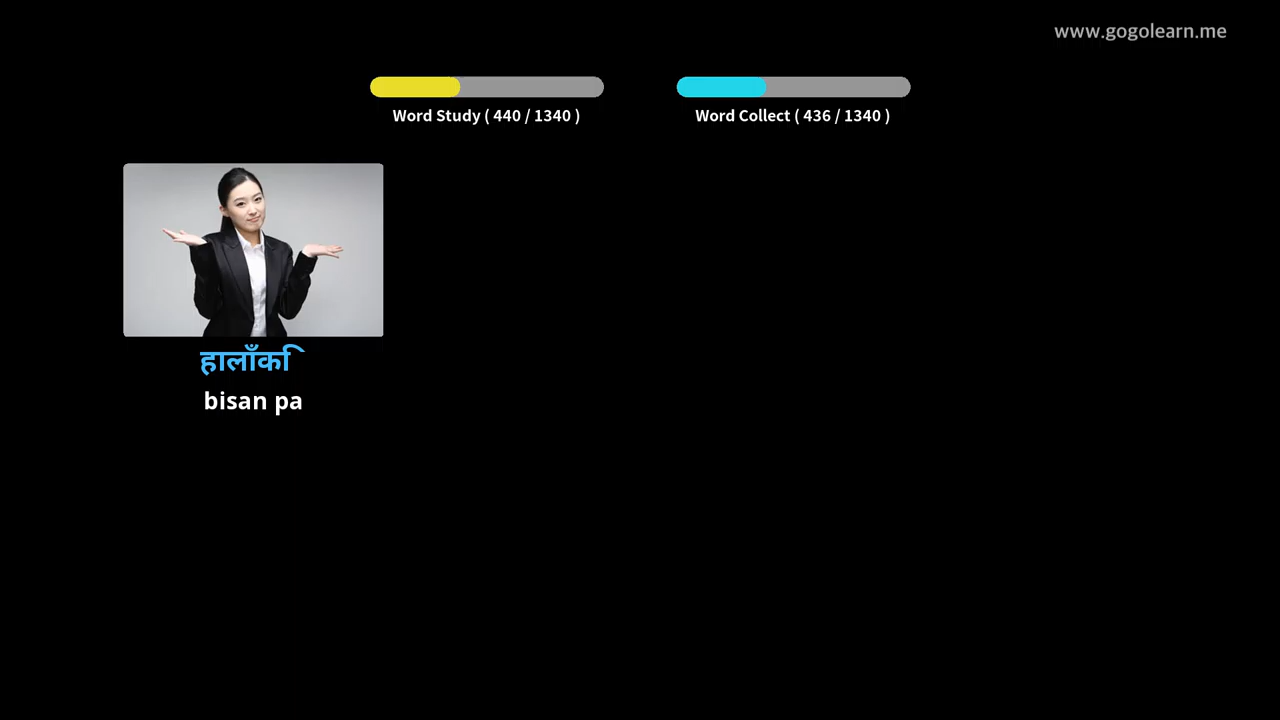 www.gogolearn.me
Word Study ( 440 / 1340 )
Word Collect ( 436 / 1340 )
हालाँकि
bisan pa